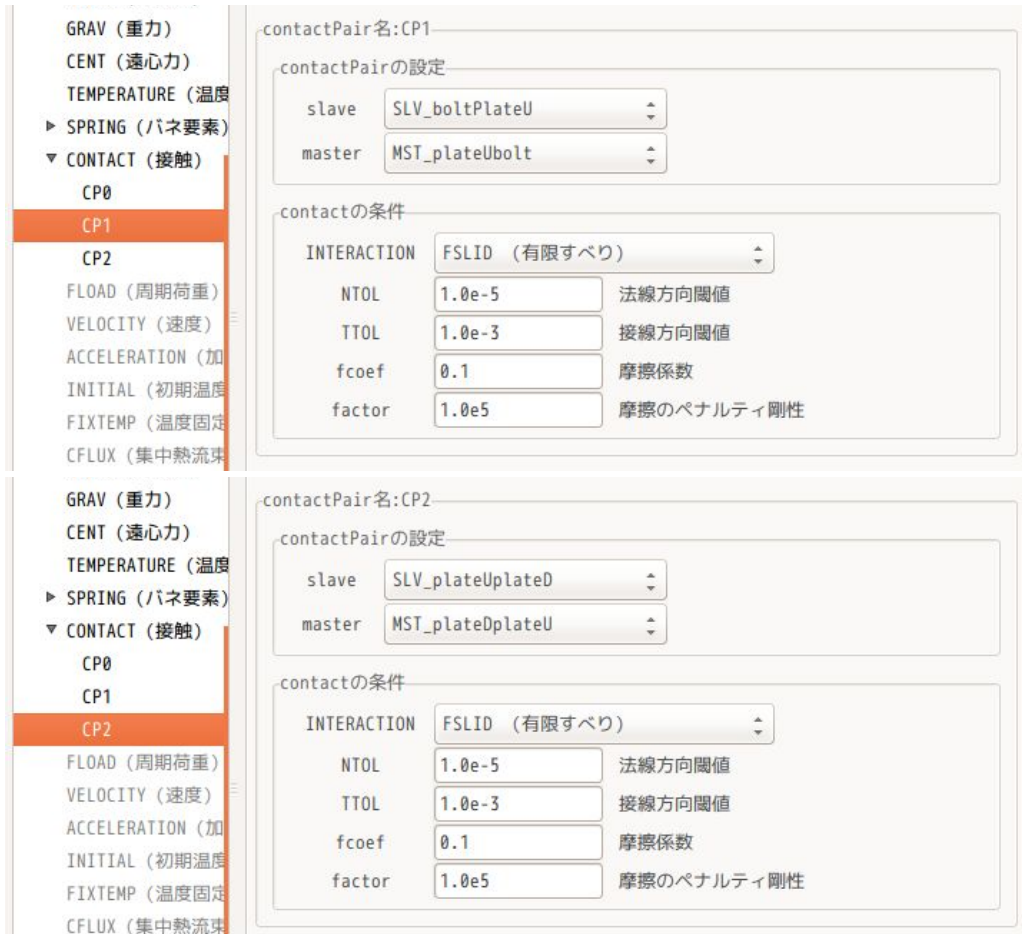 GRAV (重力)
CENT (遠心力)
TEMPERATURE (温度
SPRING (バネ要素)
CONTACT (接触)
CP0
CP1
CP2
FLOAD (周期荷重)
VELOCITY (速度)
ACCELERATION (加
INITIAL (初期温度
FIXTEMP (温度固定
CFLUX (集中熱流束
contactPair名:CP1
contactPairの設定
slave SLV_boltPlateU
master MST_plateUbolt
contactの条件
INTERACTION FSLID (有限すべり)
NTOL 1.0e-5 法線方向閾値
TTOL 1.0e-3 接線方向閾値
fcoef 0.1 摩擦係数
factor 1.0e5 摩擦のペナルティ剛性
GRAV (重力)
CENT (遠心力)
TEMPERATURE (温度
SPRING (バネ要素)
CONTACT (接触)
CP0
CP1
CP2
FLOAD (周期荷重)
VELOCITY (速度)
ACCELERATION (加
INITIAL (初期温度
FIXTEMP (温度固定
CFLUX (集中熱流束
contactPair名:CP2
contactPairの設定
slave SLV_plateUplateD
master MST_plateDplateU
contactの条件
INTERACTION FSLID (有限すべり)
NTOL 1.0e-5 法線方向閾値
TTOL 1.0e-3 接線方向閾値
fcoef 0.1 摩擦係数
factor 1.0e5 摩擦のペナルティ剛性